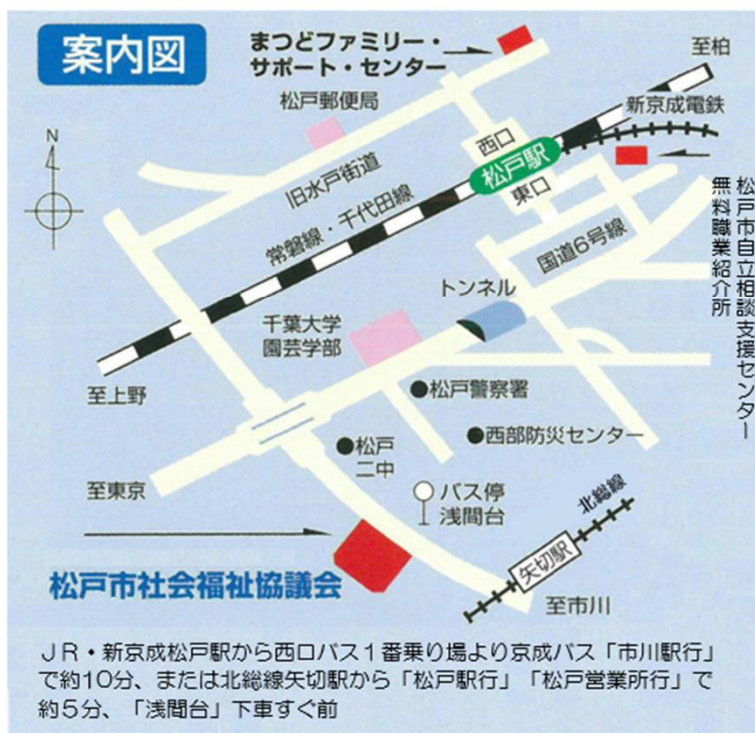 案内図
まつどファミリー・
サポート・センター
至柏
松戸郵便局
新京成電鉄
N
西口
松戸駅
東口
旧水戸街道
常磐線・千代田線
国道6号線
松戸市自立相談支援センター
無料職業紹介所
トンネル
千葉大学
園芸学部
至上野
松戸警察署
松戸
二中
西部防災センター
至東京
バス停
浅間台
北総線
矢切駅
松戸市社会福祉協議会
至市川
JR・新京成松戸駅から西口バス1番乗り場より京成バス「市川駅行」
で約10分、または北総線矢切駅から「松戸駅行」「松戸営業所行」で
約5分、「浅間台」下車すぐ前